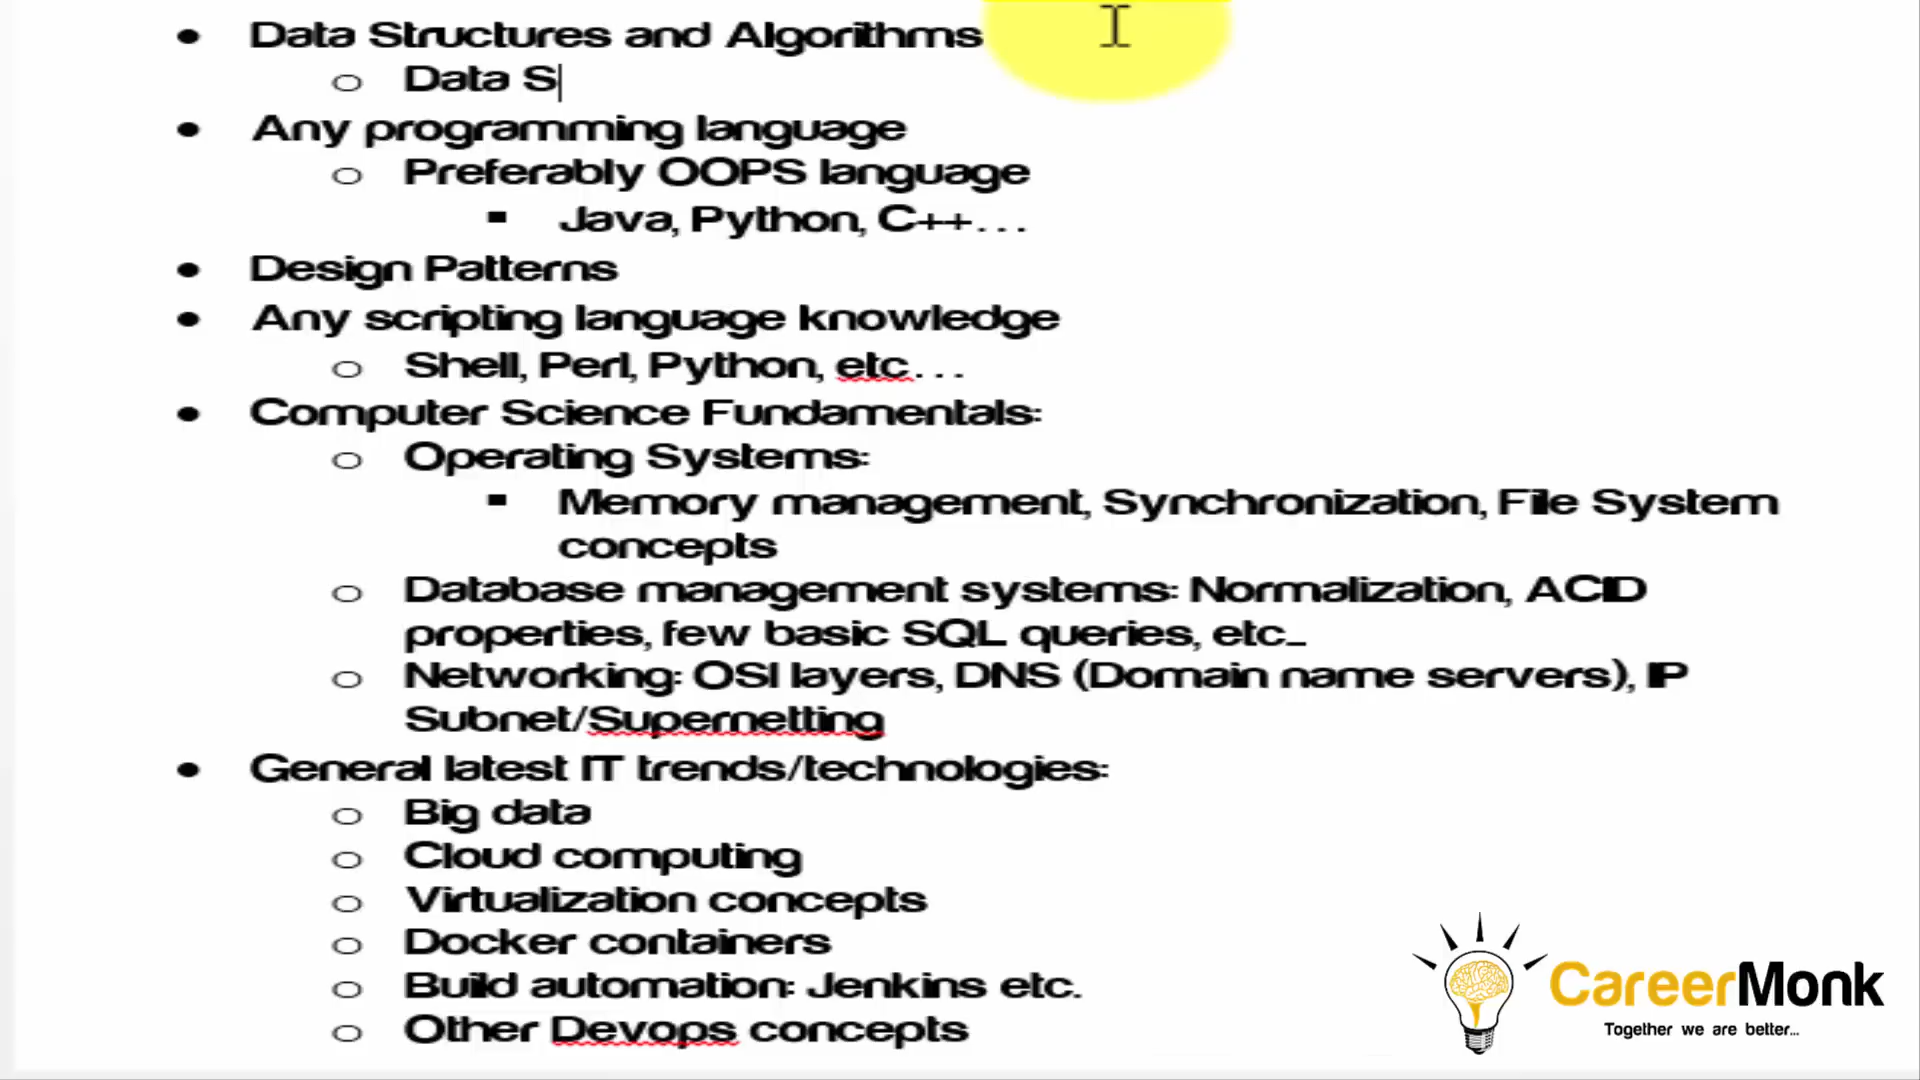 • Data Structures and Algorithms
o Data S
• Any programming language
o Preferably OOPS language
▪ Java, Python, C++...
• Design Patterns
• Any scripting language knowledge
o Shell, Perl, Python, etc...
• Computer Science Fundamentals:
o Operating Systems:
▪ Memory management, Synchronization, File System
concepts
o Database management systems: Normalization, ACID
properties, few basic SQL queries, etc...
o Networking: OSI layers, DNS (Domain name servers), IP
Subnet/Supernetting
• General latest IT trends/technologies:
o Big data
o Cloud computing
o Virtualization concepts
o Docker containers
o Build automation: Jenkins etc.
o Other Devops concepts
CareerMonk
Together we are better...